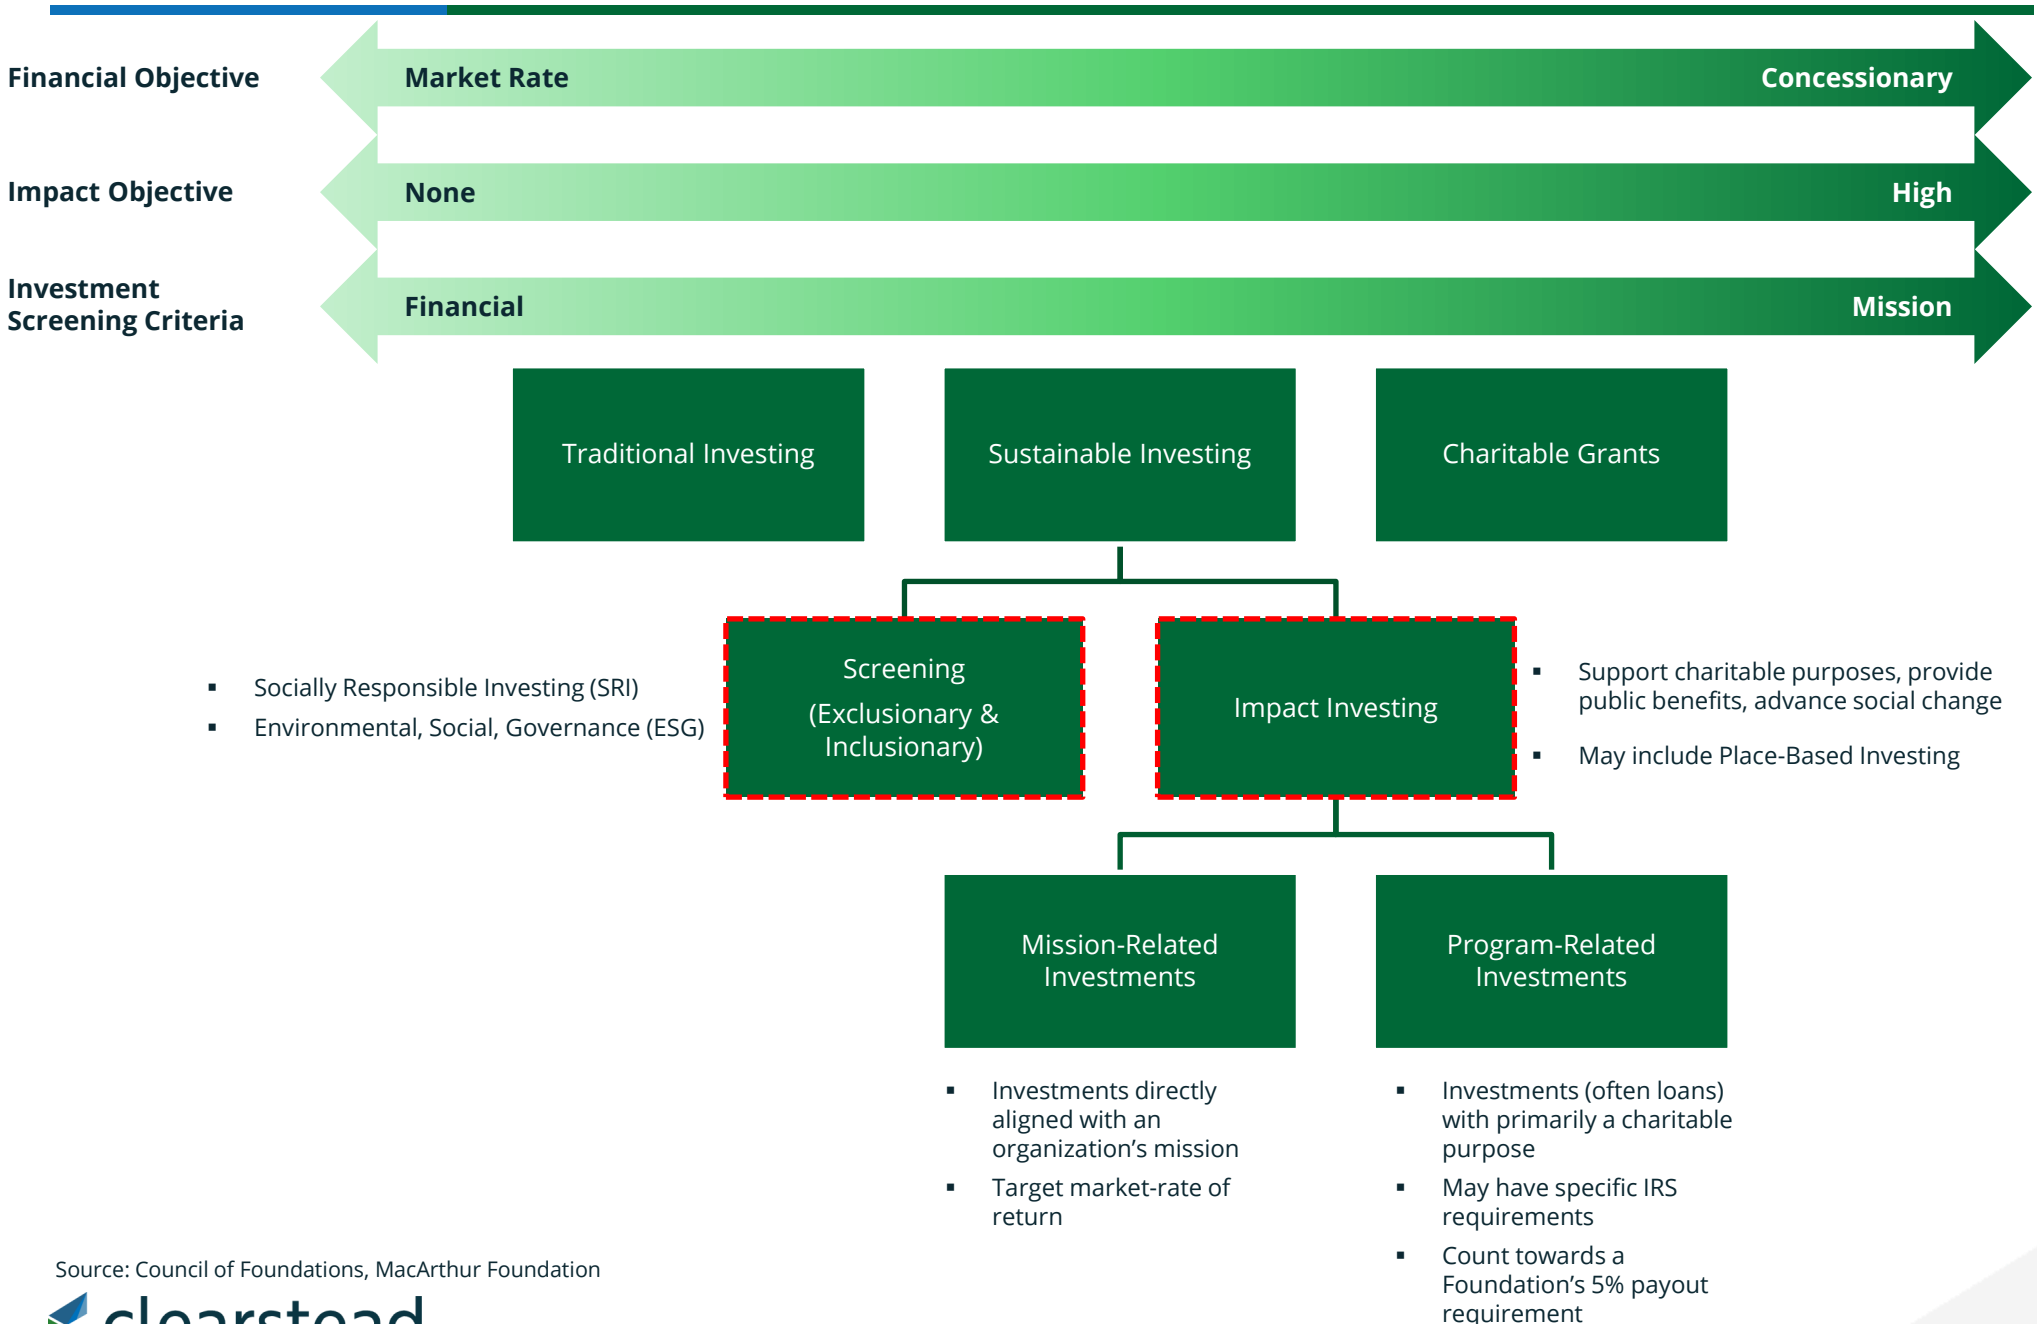 Financial Objective
Market Rate
Concessionary
Impact Objective
None
High
Investment
Screening Criteria
Financial
Mission
Traditional Investing
Sustainable Investing
Charitable Grants
▪ Socially Responsible Investing (SRI)
▪ Environmental, Social, Governance (ESG)
Screening
(Exclusionary &
Inclusionary)
Impact Investing
▪ Support charitable purposes, provide
public benefits, advance social change
▪ May include Place-Based Investing
Mission-Related
Investments
Program-Related
Investments
▪ Investments directly
aligned with an
organization’s mission
▪ Target market-rate of
return
▪ Investments (often loans)
with primarily a charitable
purpose
▪ May have specific IRS
requirements
▪ Count towards a
Foundation’s 5% payout
requirement
Source: Council of Foundations, MacArthur Foundation
clearstead